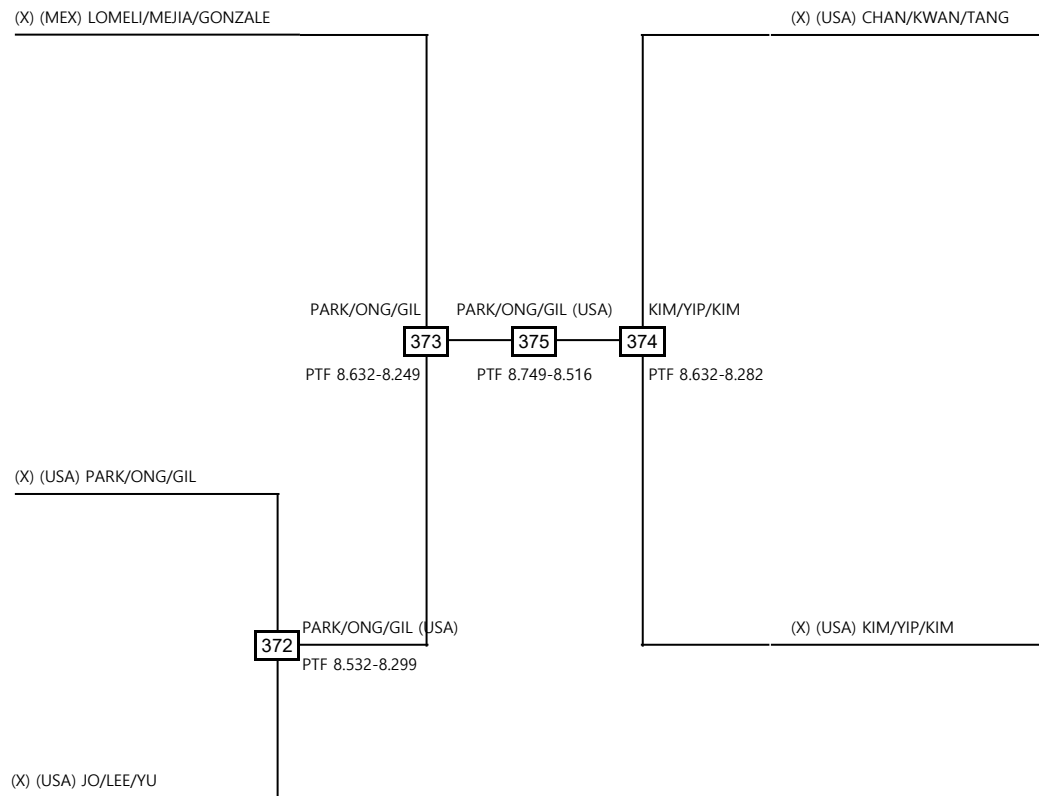 (X) (MEX) LOMELI/MEJIA/GONZALE
(X) (USA) CHAN/KWAN/TANG
PARK/ONG/GIL
PARK/ONG/GIL (USA)
KIM/YIP/KIM
373
375
374
PTF 8.632-8.249
PTF 8.749-8.516
PTF 8.632-8.282
(X) (USA) PARK/ONG/GIL
PARK/ONG/GIL (USA)
(X) (USA) KIM/YIP/KIM
372
PTF 8.532-8.299
(X) (USA) JO/LEE/YU